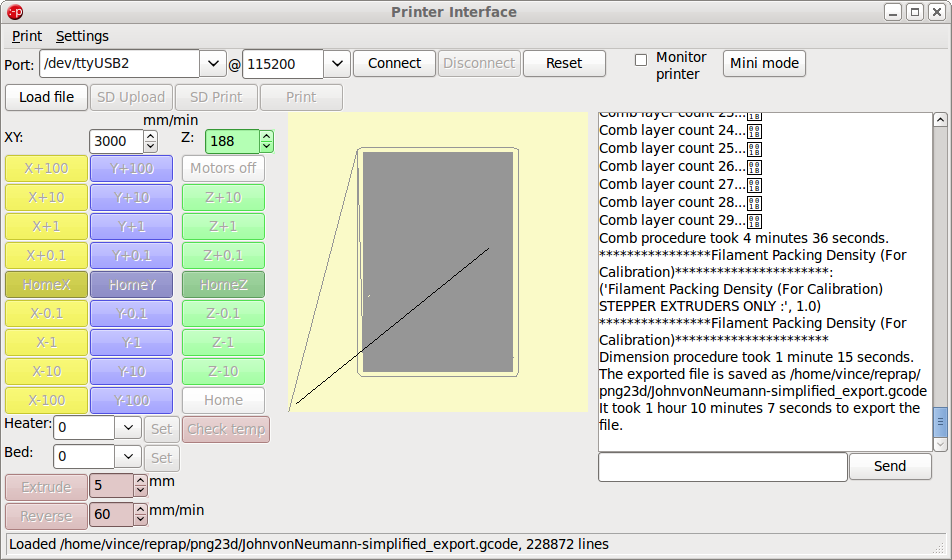 Printer Interface
Print Settings
Port: /dev/ttyUSB2 @ 115200 Connect Disconnect Reset Monitor printer Mini mode
Load file SD Upload SD Print Print
mm/min
XY: 3000 Z: 188
X+100 Y+100 Motors off
X+10 Y+10 Z+10
X+1 Y+1 Z+1
X+0.1 Y+0.1 Z+0.1
HomeX HomeY HomeZ
X-0.1 Y-0.1 Z-0.1
X-1 Y-1 Z-1
X-10 Y-10 Z-10
X-100 Y-100 Home
Heater: 0 Set Check temp
Bed: 0 Set
Extrude 5 mm
Reverse 60 mm/min
Comb layer count 24...
Comb layer count 25...
Comb layer count 26...
Comb layer count 27...
Comb layer count 28...
Comb layer count 29...
Comb procedure took 4 minutes 36 seconds.
****************Filament Packing Density (For
Calibration)**********************:
('Filament Packing Density (For Calibration)
STEPPER EXTRUDERS ONLY :', 1.0)
****************Filament Packing Density (For
Calibration)**********************
Dimension procedure took 1 minute 15 seconds.
The exported file is saved as /home/vince/reprap/
png23d/JohnvonNeumann-simplified_export.gcode
It took 1 hour 10 minutes 7 seconds to export the
file.
Send
Loaded /home/vince/reprap/png23d/JohnvonNeumann-simplified_export.gcode, 228872 lines